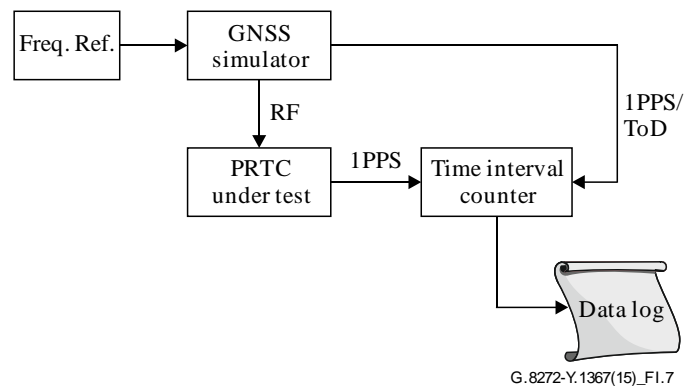 Freq. Ref.
GNSS
simulator
RF
1PPS/
ToD
PRTC
under test
1PPS
Time interval
counter
Data log
G.8272-Y.1367(15)_FI.7